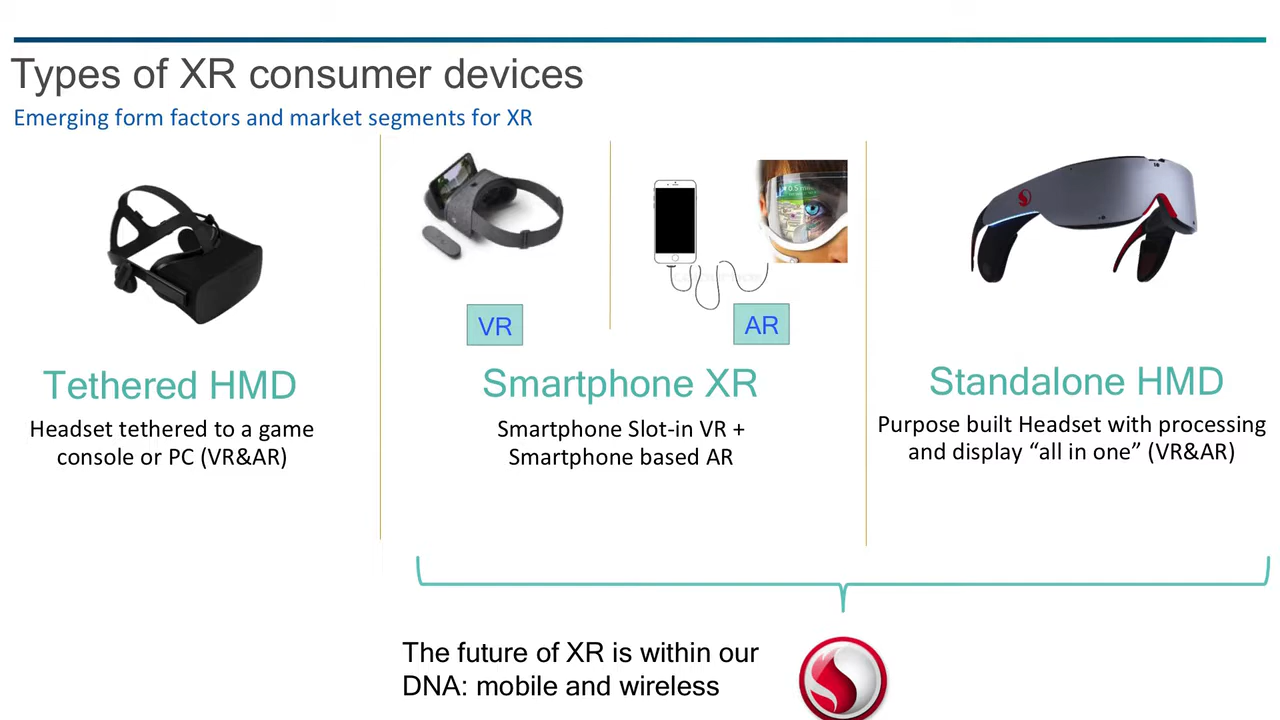 Types of XR consumer devices
Emerging form factors and market segments for XR
VR
AR
Tethered HMD
Headset tethered to a game
console or PC (VR&AR)
Smartphone XR
Smartphone Slot-in VR +
Smartphone based AR
Standalone HMD
Purpose built Headset with processing
and display “all in one” (VR&AR)
The future of XR is within our
DNA: mobile and wireless